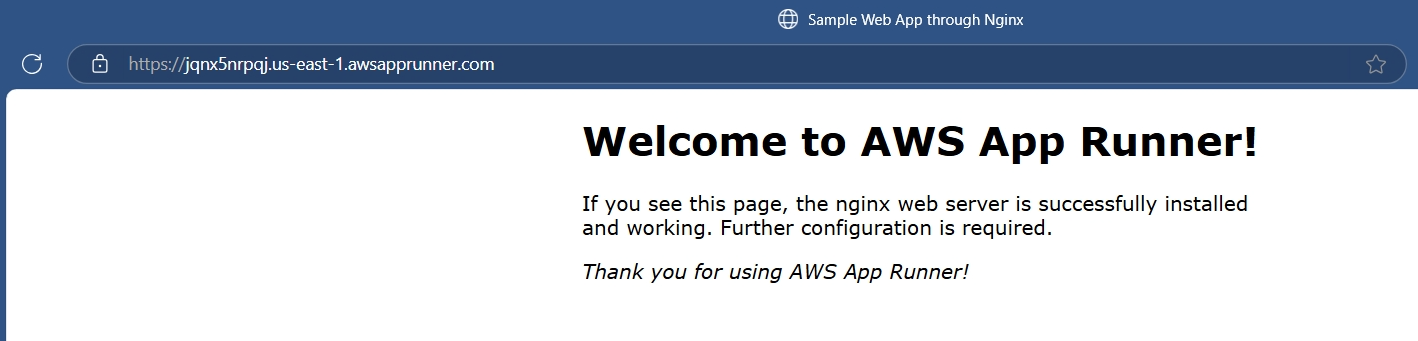 Sample Web App through Nginx
https://jqnx5nrpqj.us-east-1.awsapprunner.com
Welcome to AWS App Runner!
If you see this page, the nginx web server is successfully installed
and working. Further configuration is required.
Thank you for using AWS App Runner!